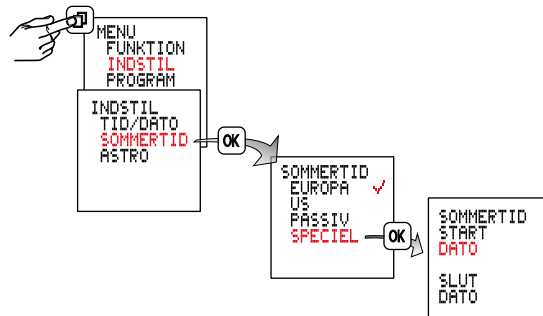 MENU
FUNKTION
INDSTIL
PROGRAM
INDSTIL
TID/DATO
SOMMERTID
ASTRO
OK
SOMMERTID
EUROPA
US
PASSIV
SPECIEL
OK
SOMMERTID
START
DATO
SLUT
DATO